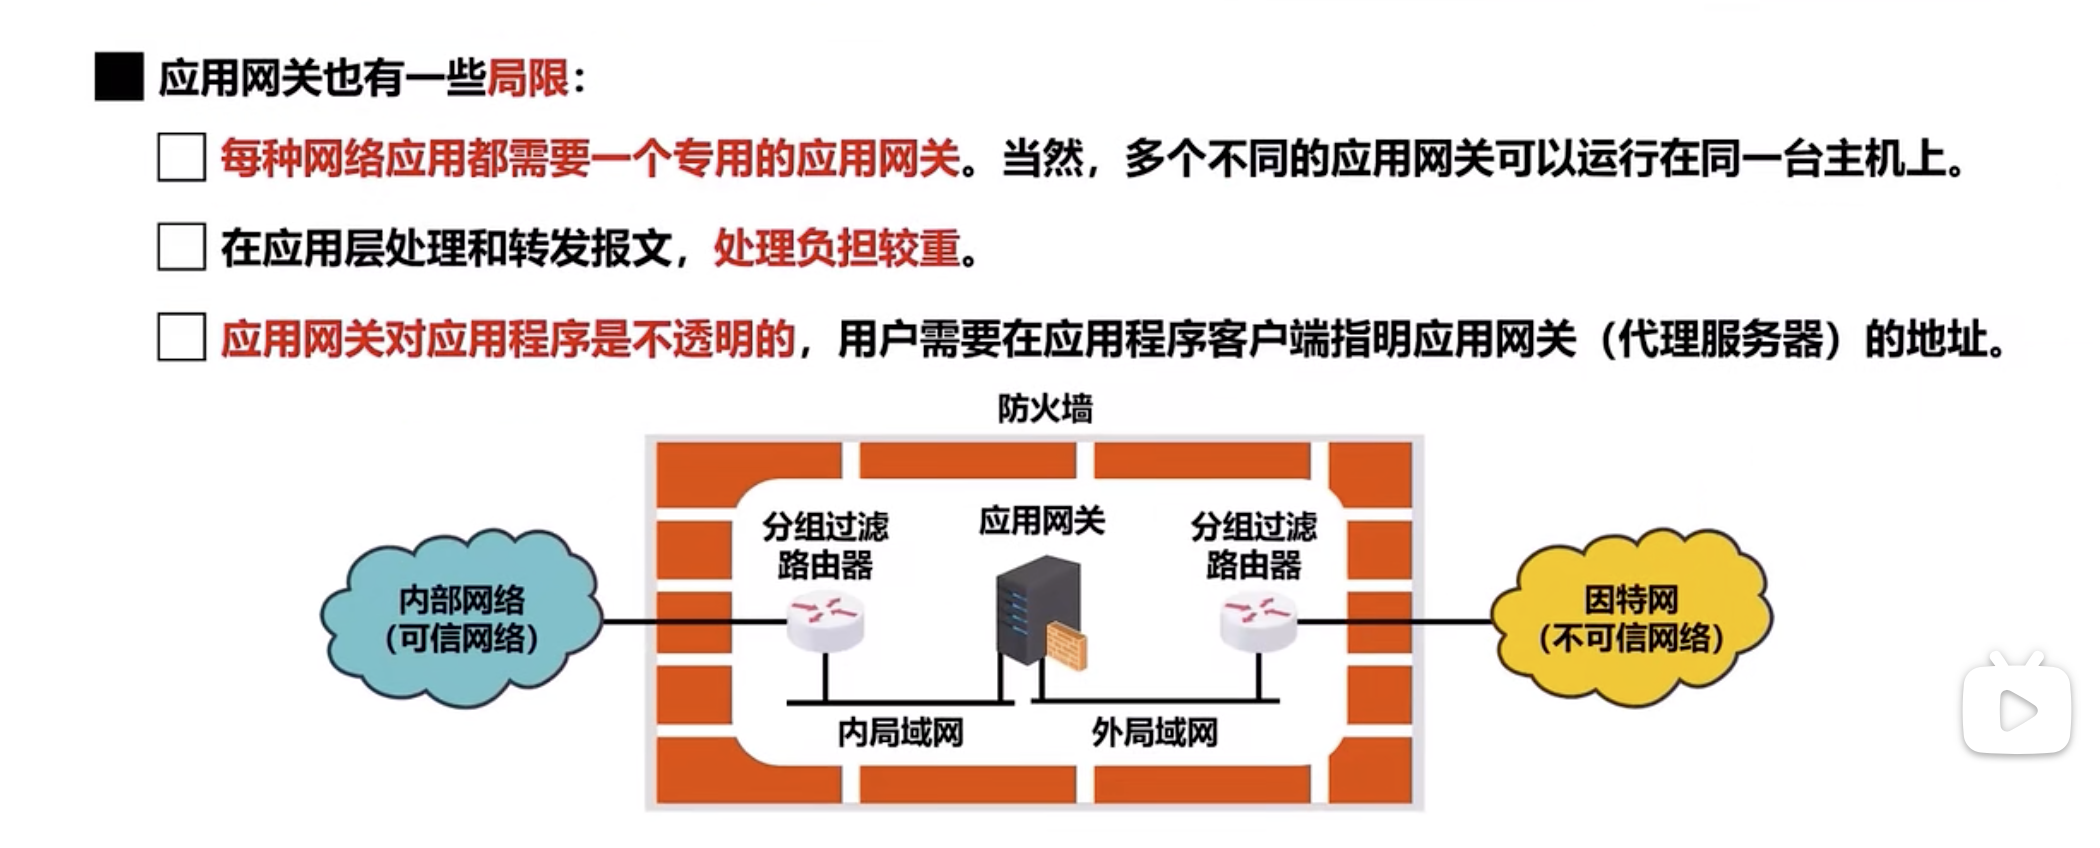 应用网关也有一些局限：
每种网络应用都需要一个专用的应用网关。当然，多个不同的应用网关可以运行在同一台主机上。
在应用层处理和转发报文，处理负担较重。
应用网关对应用程序是不透明的，用户需要在应用程序客户端指明应用网关（代理服务器）的地址。
防火墙
分组过滤
路由器
应用网关
分组过滤
路由器
内部网络
（可信网络）
因特网
（不可信网络）
内局域网
外局域网